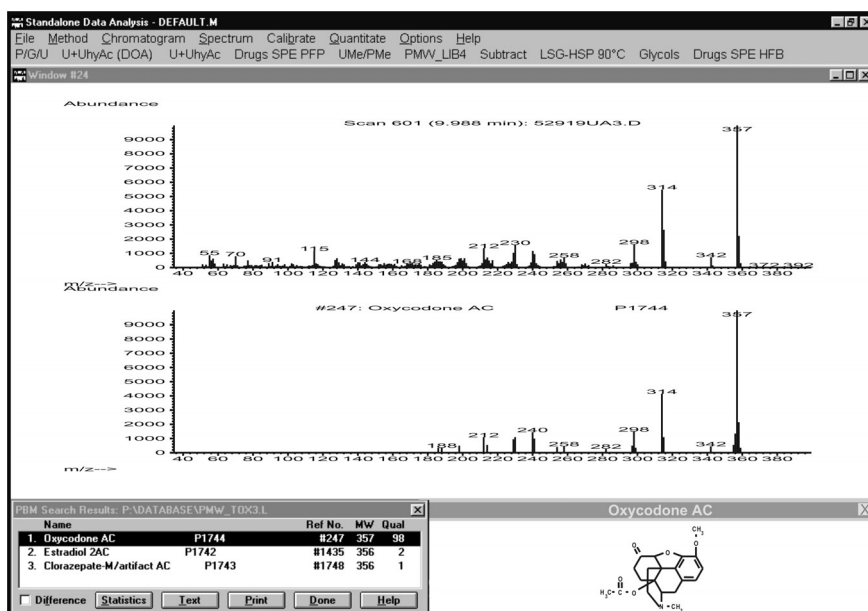 Standalone Data Analysis - DEFAULT.M
File Method Chromatogram Spectrum Calibrate Quantitate Options Help
P/G/U U+UhyAc (DOA) U+UhyAc Drugs SPE PFP UMe/PMe PMW_LIB4 Subtract LSG-HSP 90°C Glycols Drugs SPE HFB
Window #24
Abundance
Scan 601 (9.988 min): 52919UA3.D
357
9000
8000
7000
6000
314
5000
4000
3000
2000
298
115
212 230
1000
55 70 91 144 168 185 258 282 342 372 392
0
40 60 80 100 120 140 160 180 200 220 240 260 280 300 320 340 360 380
m/z-->
Abundance
#247: Oxycodone AC P1744
357
9000
8000
7000
6000
5000
314
4000
3000
2000
212 240 298
1000
188 258 282 342
0
40 60 80 100 120 140 160 180 200 220 240 260 280 300 320 340 360 380
m/z-->
PBM Search Results: P:\DATABASE\PMW_TOX3.L
Name Ref No. MW Qual
1. Oxycodone AC P1744 #247 357 98
2. Estradiol 2AC P1742 #1435 356 2
3. Clorazepate-M/artifact AC P1743 #1748 356 1
Difference Statistics Text Print Done Help
Oxycodone AC
CH₃
O
O
O
O
H₃C-C-O
N-CH₃